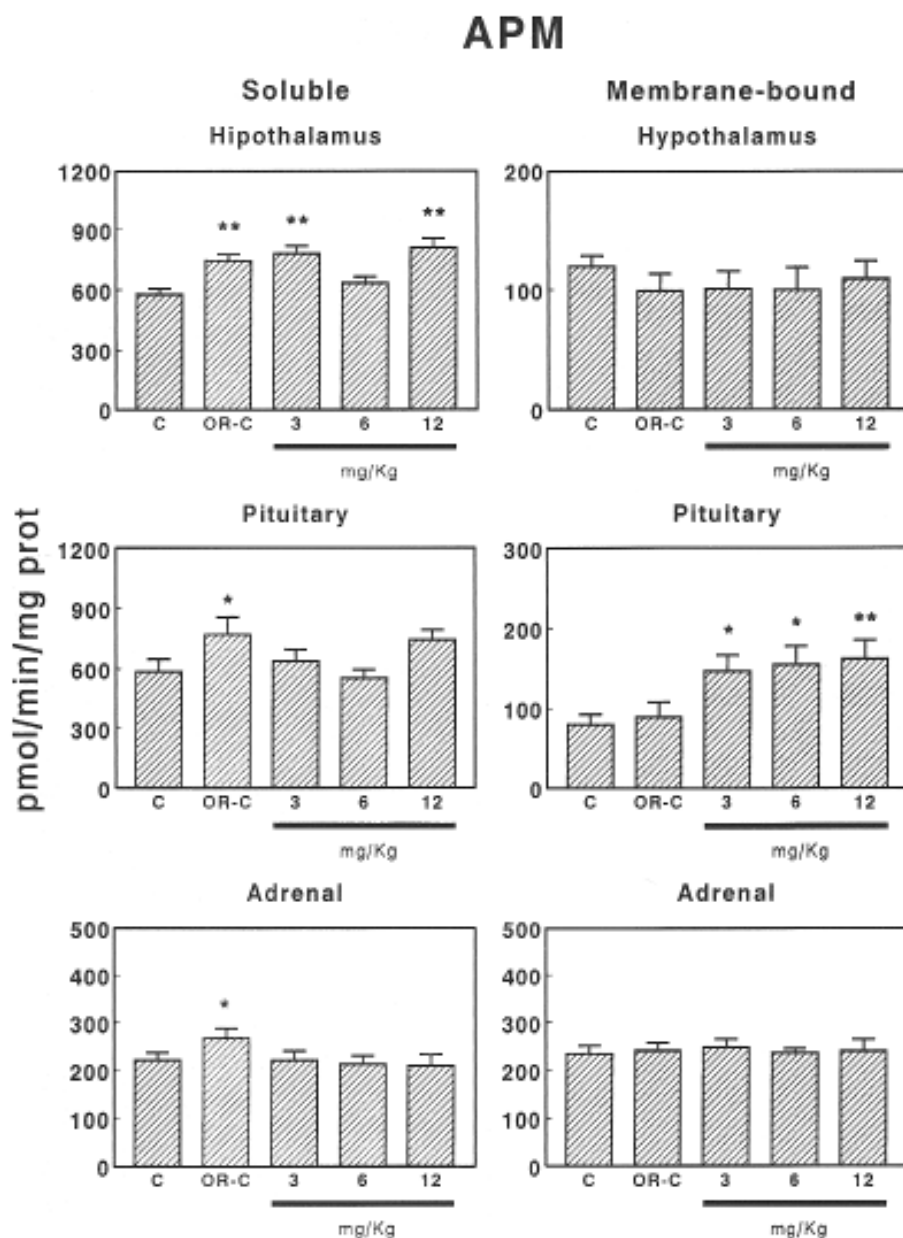 APM
Soluble
Membrane-bound
Hipothalamus
Hypothalamus
1200
900
600
300
0
** ** **
C OR-C 3 6 12
mg/Kg
200
100
0
C OR-C 3 6 12
mg/Kg
pmol/min/mg prot
Pituitary
Pituitary
1200
900
600
300
0
*
C OR-C 3 6 12
mg/Kg
300
200
100
0
* * **
C OR-C 3 6 12
mg/Kg
Adrenal
Adrenal
500
400
300
200
100
0
*
C OR-C 3 6 12
mg/Kg
500
400
300
200
100
0
C OR-C 3 6 12
mg/Kg